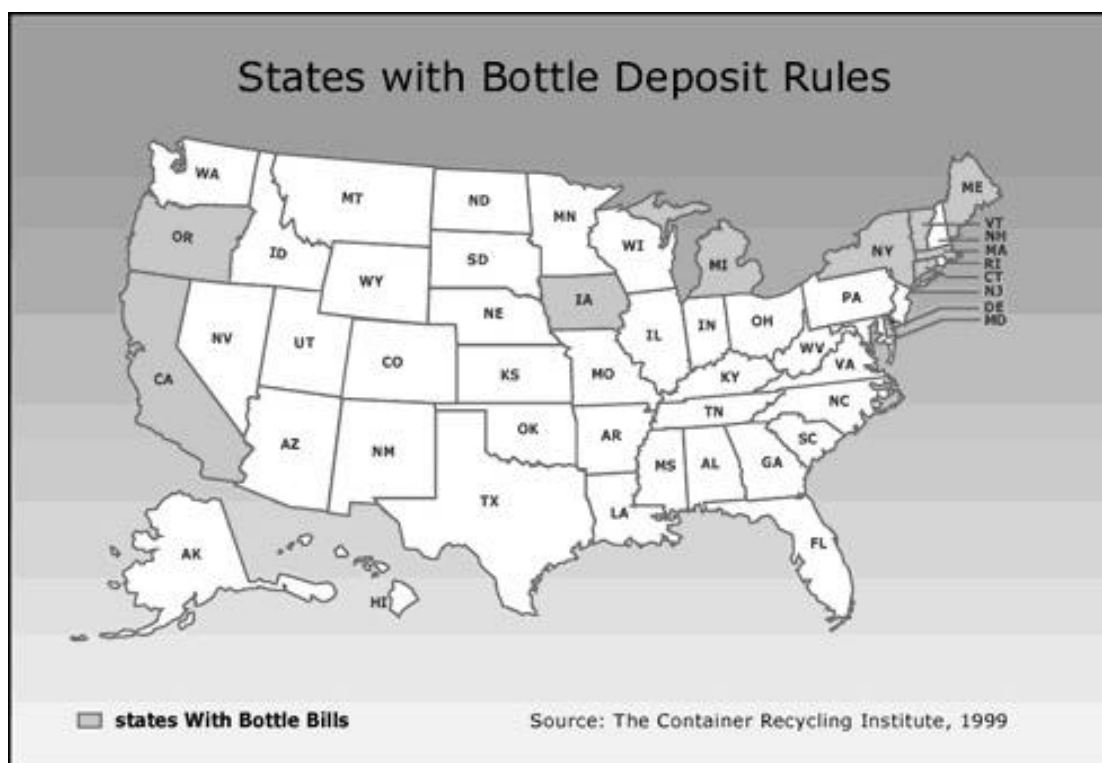 States with Bottle Deposit Rules
WA
MT
ND
MN
ME
VT
NH
OR
ID
SD
WI
MI
NY
MA
RI
CT
NJ
WY
IA
PA
DE
MD
NE
NV
UT
CO
IL
IN
OH
WV
VA
CA
KS
MO
KY
NC
TN
AZ
NM
OK
AR
SC
MS
AL
GA
TX
LA
FL
AK
HI
states With Bottle Bills
Source: The Container Recycling Institute, 1999